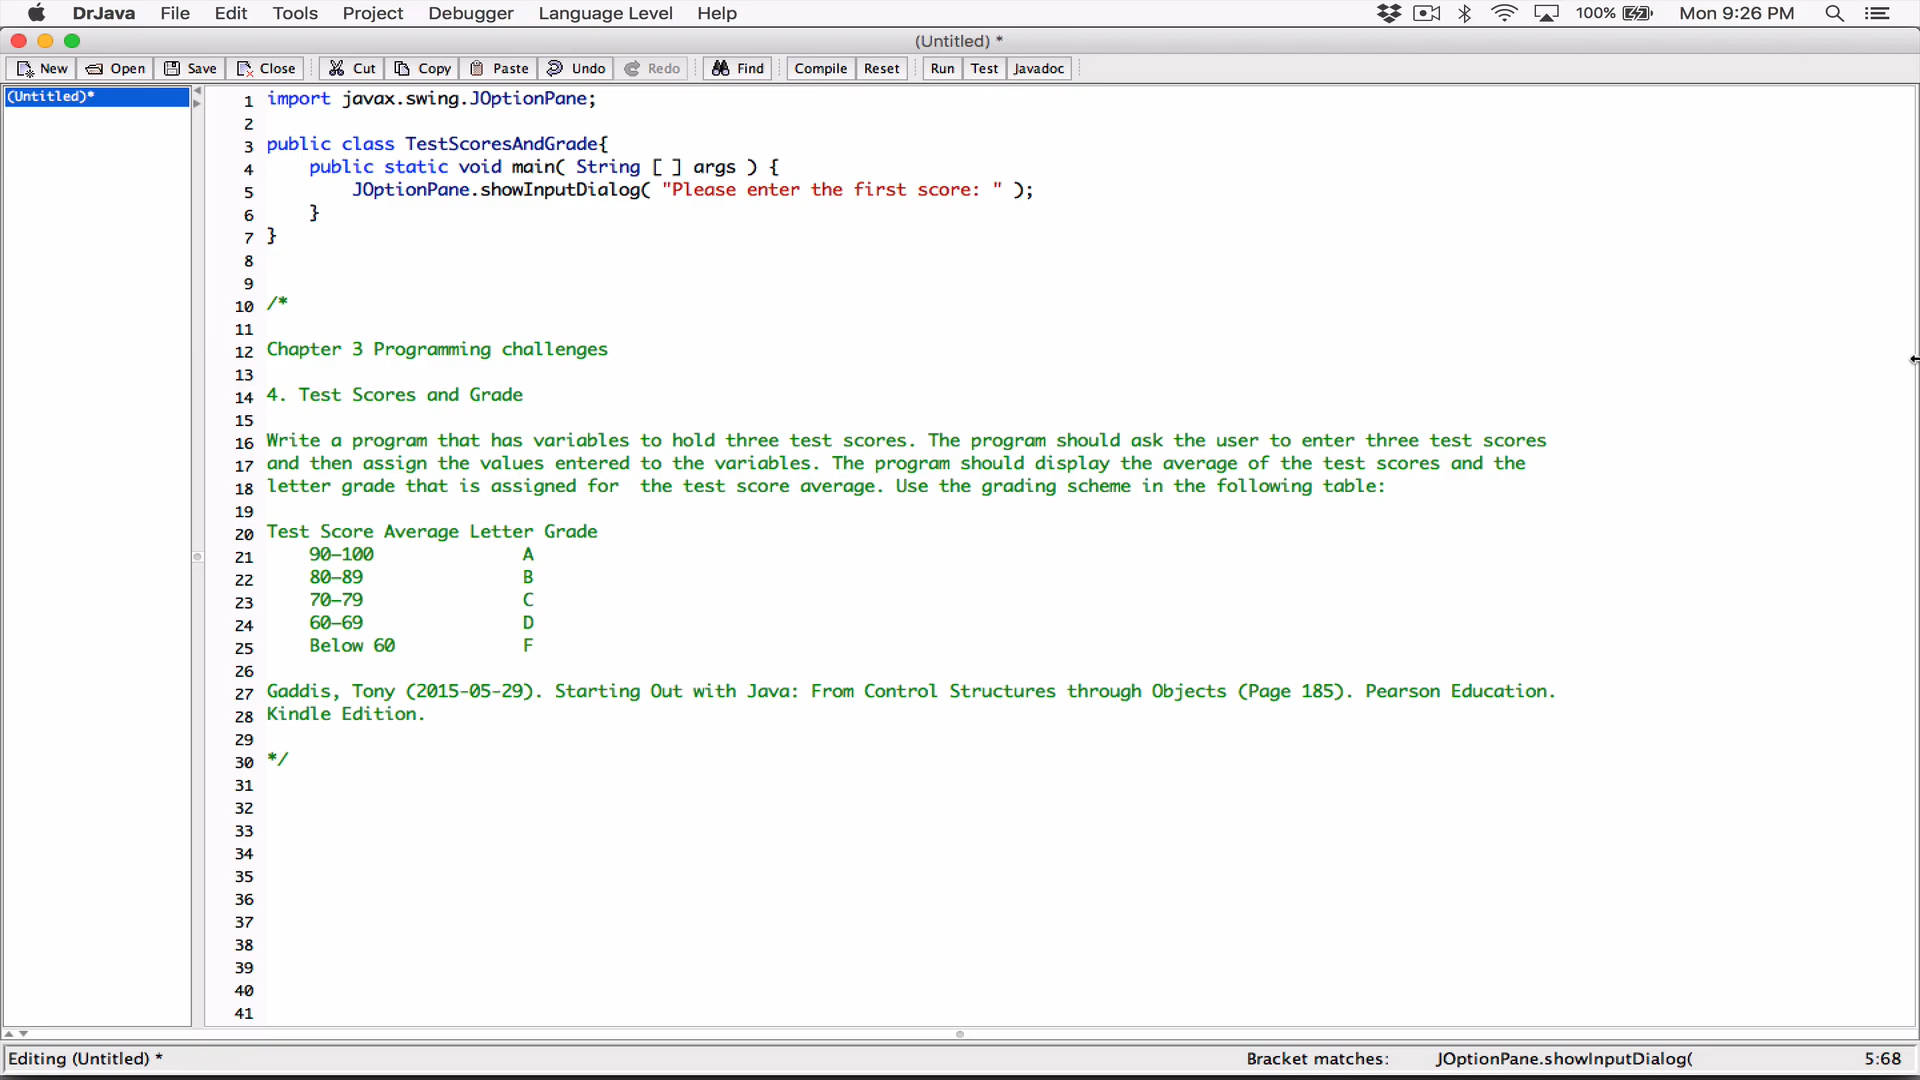 DrJava File Edit Tools Project Debugger Language Level Help 100% Mon 9:26 PM
(Untitled) *
New Open Save Close Cut Copy Paste Undo Redo Find Compile Reset Run Test Javadoc
(Untitled)*
1 import javax.swing.JOptionPane;
2
3 public class TestScoresAndGrade{
4 public static void main( String [ ] args ) {
5 JOptionPane.showInputDialog( "Please enter the first score: " );
6 }
7 }
8
9
10 /*
11
12 Chapter 3 Programming challenges
13
14 4. Test Scores and Grade
15
16 Write a program that has variables to hold three test scores. The program should ask the user to enter three test scores
17 and then assign the values entered to the variables. The program should display the average of the test scores and the
18 letter grade that is assigned for  the test score average. Use the grading scheme in the following table:
19
20 Test Score Average Letter Grade
21 90–100 A
22 80–89 B
23 70–79 C
24 60–69 D
25 Below 60 F
26
27 Gaddis, Tony (2015-05-29). Starting Out with Java: From Control Structures through Objects (Page 185). Pearson Education.
28 Kindle Edition.
29
30 */
31
32
33
34
35
36
37
38
39
40
41
Editing (Untitled) * Bracket matches: JOptionPane.showInputDialog( 5:68